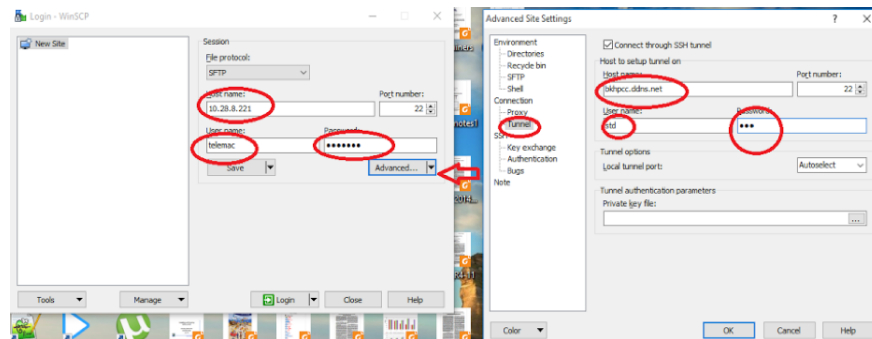 Login - WinSCP
New Site
Session
File protocol:
SFTP
Host name:
Port number:
10.28.8.221
22
User name:
Password:
telemac
•••••••
Save
Advanced...
Tools
Manage
Login
Close
Help
Advanced Site Settings
?
Environment
Directories
Recycle bin
SFTP
Shell
Connection
Proxy
Tunnel
Key exchange
Authentication
Bugs
Note
Connect through SSH tunnel
Host to setup tunnel on
Host name:
Port number:
bkhpcc.ddns.net
22
User name:
Password:
•••
Tunnel options
Local tunnel port:
Autoselect
Tunnel authentication parameters
Private key file:
...
Color
OK
Cancel
Help